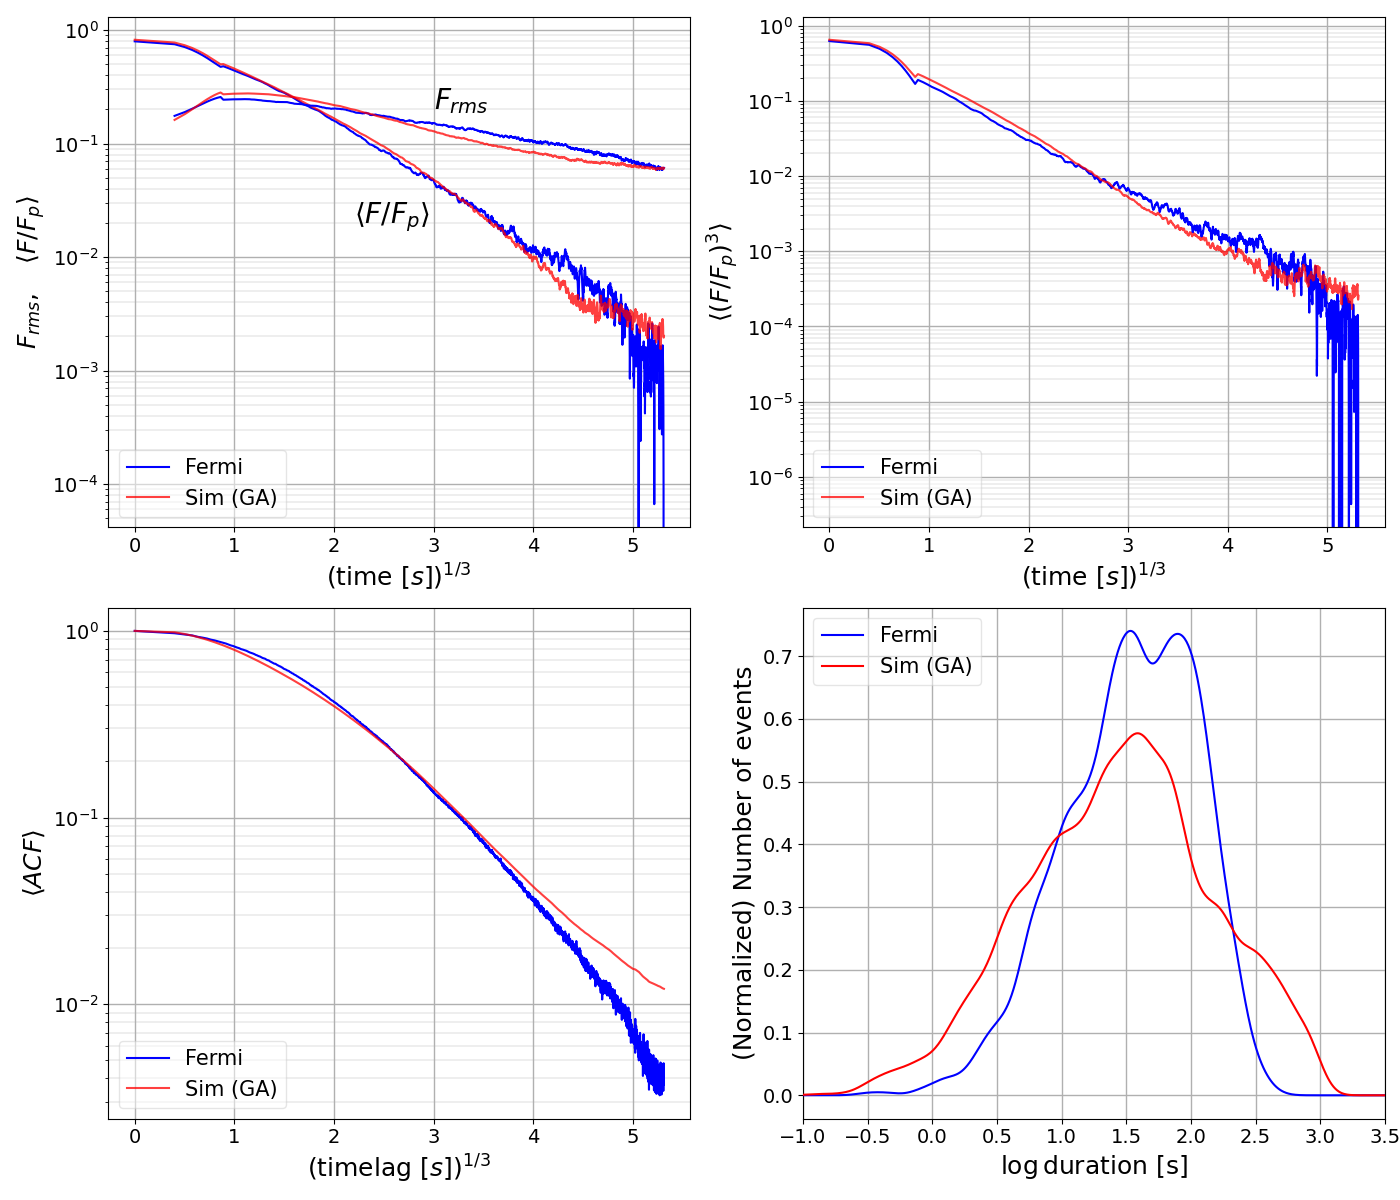 F_rms, ⟨F/F_p⟩
10^0
10^−1
10^−2
10^−3
10^−4
F_rms
⟨F/F_p⟩
Fermi
Sim (GA)
0 1 2 3 4 5
(time [s])^1/3
⟨(F/F_p)^3⟩
10^0
10^−1
10^−2
10^−3
10^−4
10^−5
10^−6
Fermi
Sim (GA)
0 1 2 3 4 5
(time [s])^1/3
⟨ACF⟩
10^0
10^−1
10^−2
Fermi
Sim (GA)
0 1 2 3 4 5
(timelag [s])^1/3
(Normalized) Number of events
Fermi
Sim (GA)
0.7
0.6
0.5
0.4
0.3
0.2
0.1
0.0
−1.0 −0.5 0.0 0.5 1.0 1.5 2.0 2.5 3.0 3.5
log duration [s]